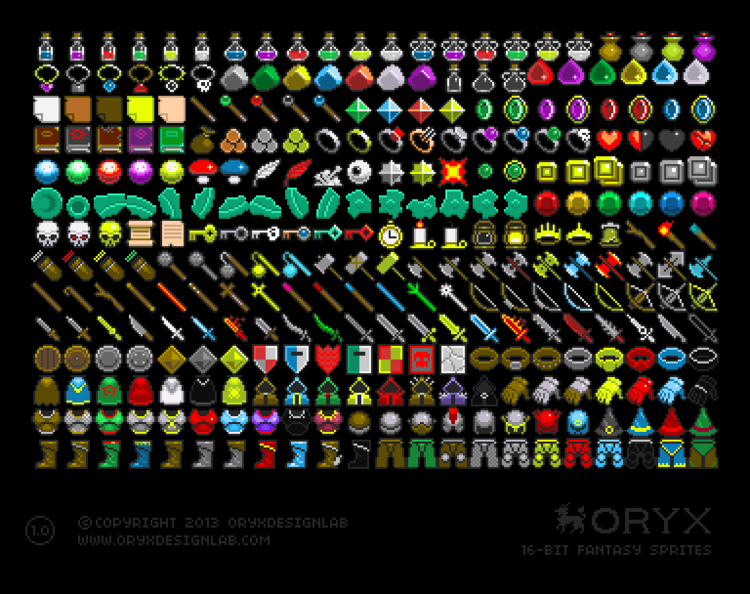 1.0
©COPYRIGHT 2013 ORYXDESIGNLAB
WWW.ORYXDESIGNLAB.COM
ORYX
16-BIT FANTASY SPRITES